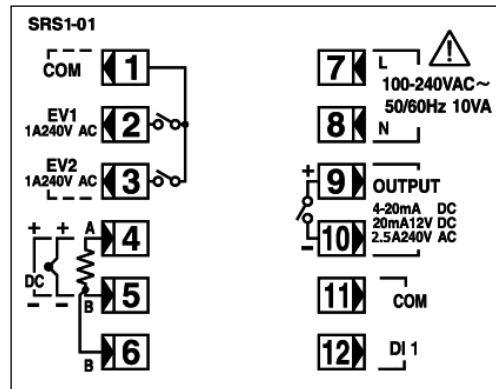 SRS1-01
COM 1
EV1
1A240V AC 2
EV2
1A240V AC 3
+ + A 4
DC
- - B 5
B 6
7 L
100-240VAC~
50/60Hz 10VA
8 N
+ 9 OUTPUT
4-20mA DC
20mA12V DC
- 10 2.5A240V AC
11 COM
12 DI 1